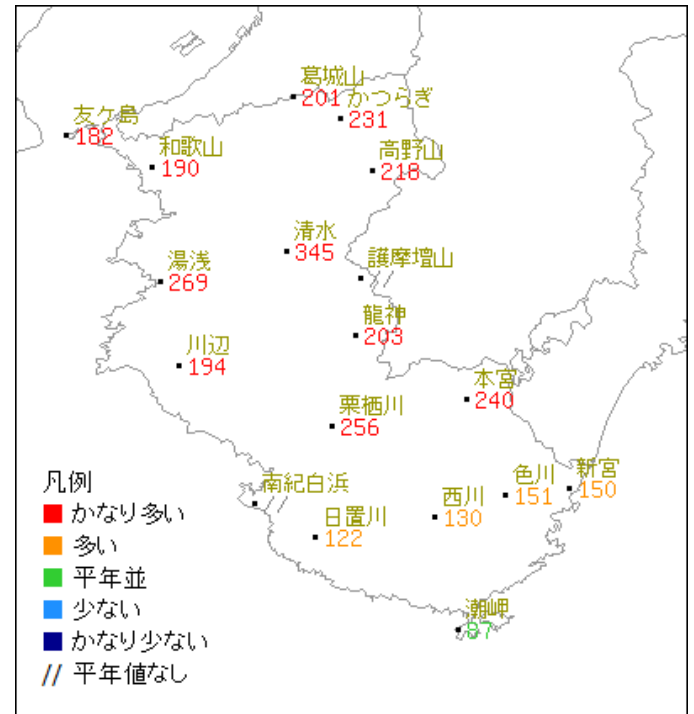 葛城山
201
かつらぎ
231
友ケ島
182
和歌山
190
高野山
218
清水
345
護摩壇山
//
湯浅
269
龍神
203
川辺
194
本宮
240
栗栖川
256
南紀白浜
//
日置川
122
西川
130
色川
151
新宮
150
潮岬
87
凡例
かなり多い
多い
平年並
少ない
かなり少ない
// 平年値なし